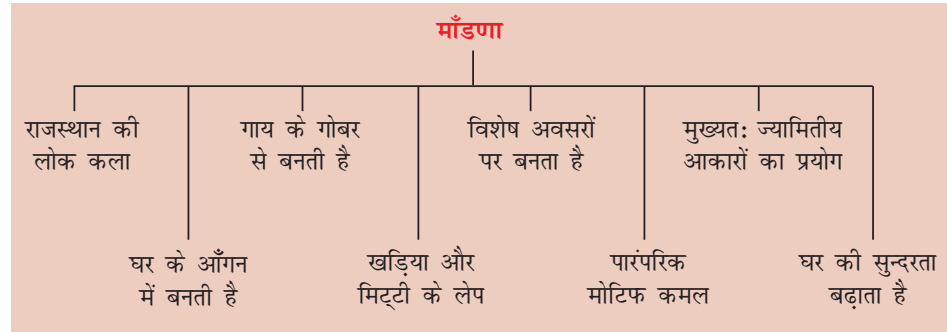 माँडणा
राजस्थान की
लोक कला
गाय के गोबर
से बनती है
विशेष अवसरों
पर बनता है
मुख्यत: ज्यामितीय
आकारों का प्रयोग
घर के आँगन
में बनती है
खड़िया और
मिट्टी के लेप
पारंपरिक
मोटिफ कमल
घर की सुन्दरता
बढ़ाता है